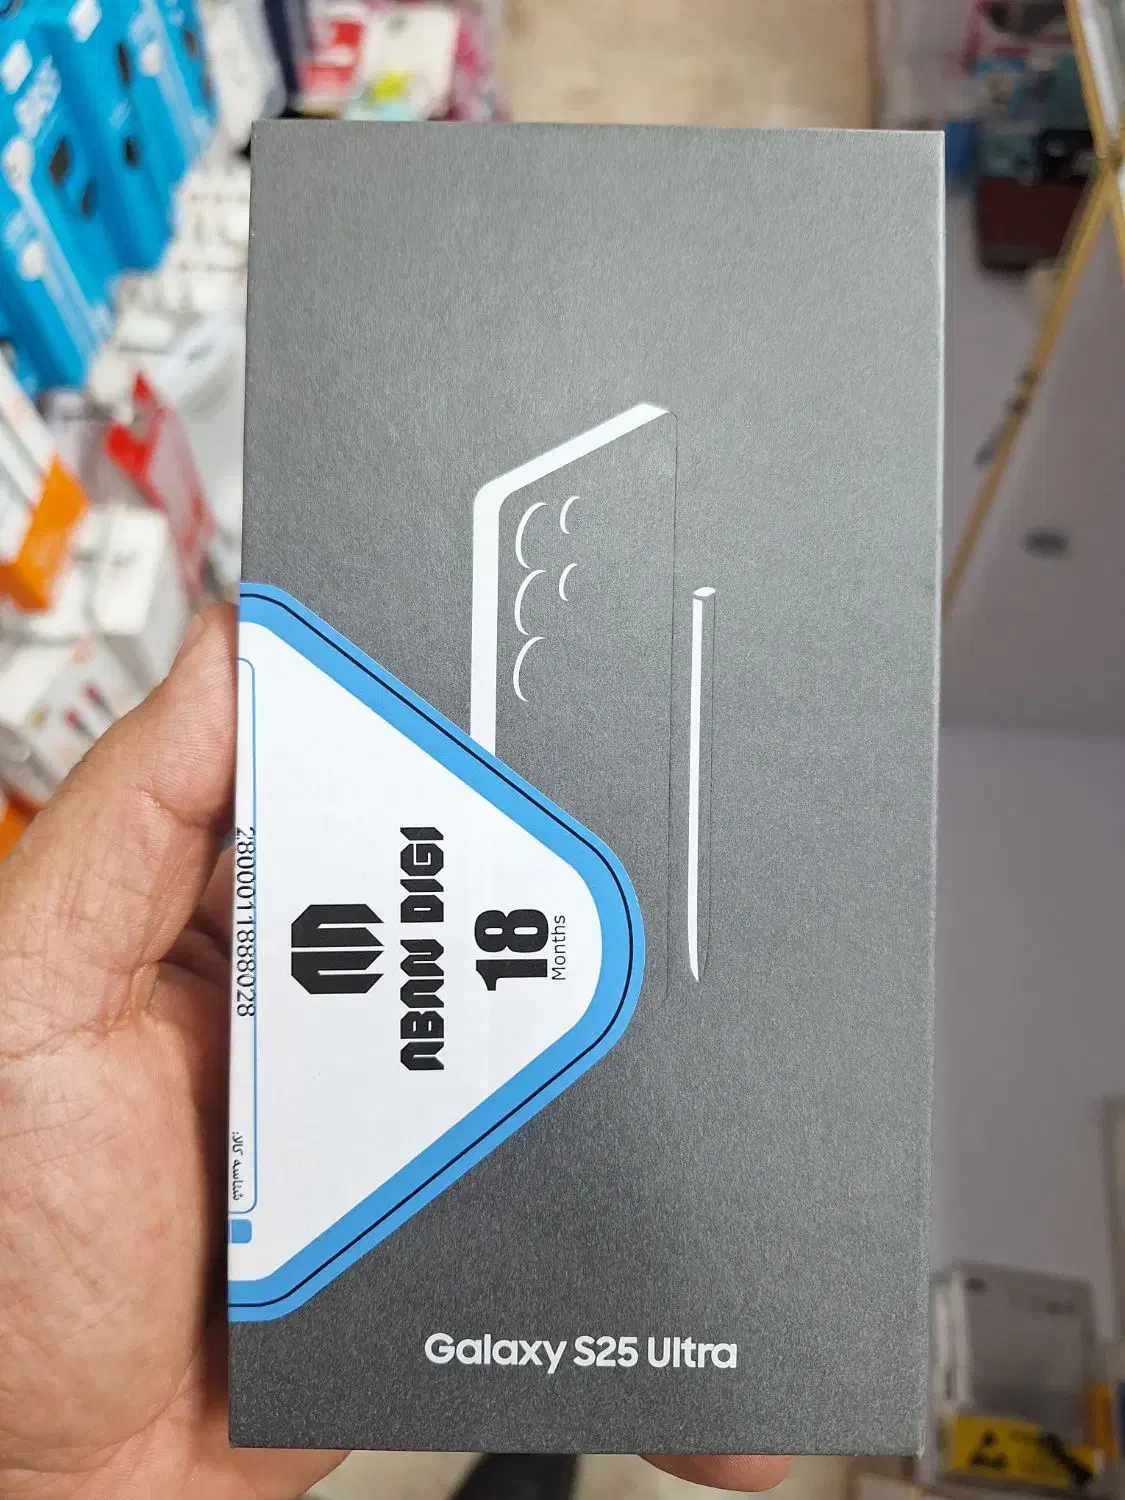 ABAN DIGI
18
Months
2800011888028
شناسه کالا:
Galaxy S25 Ultra